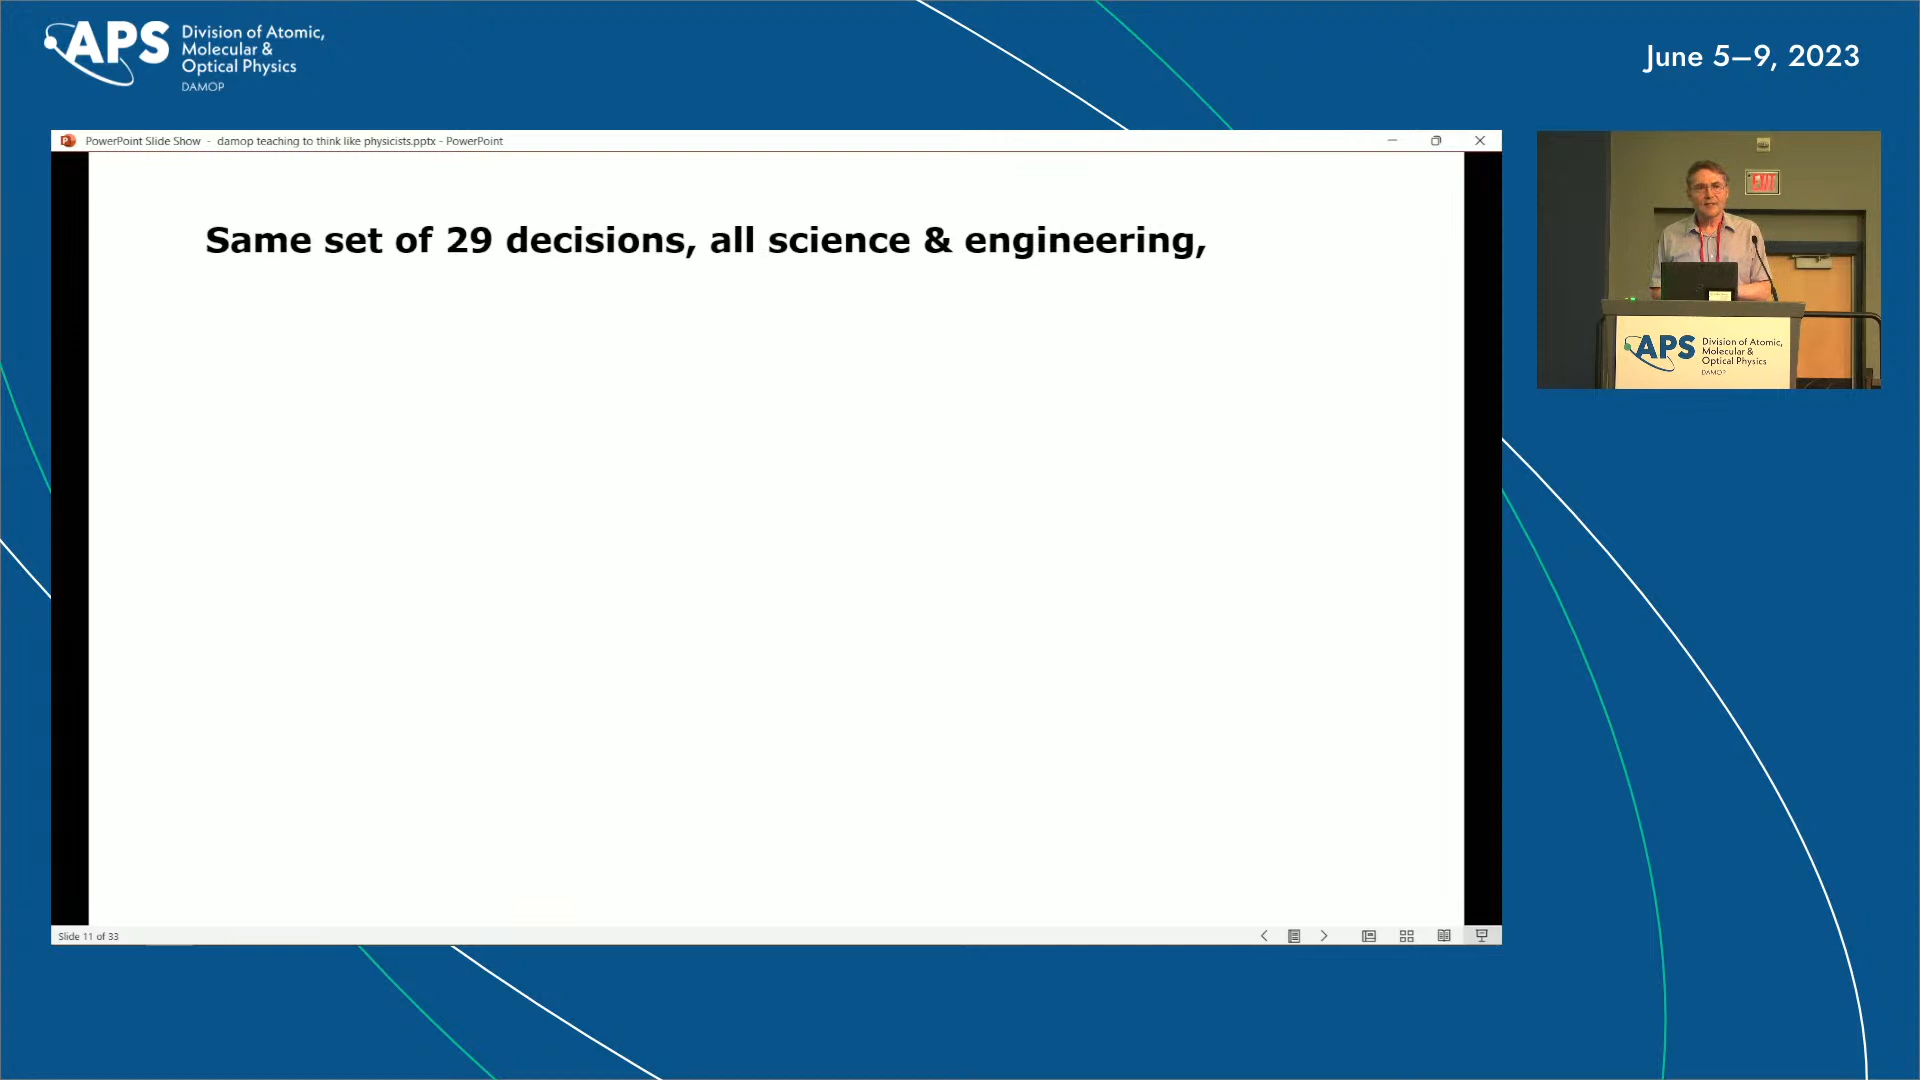 APS
Division of Atomic,
Molecular &
Optical Physics
DAMOP
June 5–9, 2023
PowerPoint Slide Show - damop teaching to think like physicists.pptx - PowerPoint
Same set of 29 decisions, all science & engineering,
EXIT
APS
Division of Atomic,
Molecular &
Optical Physics
DAMOP
Slide 11 of 33